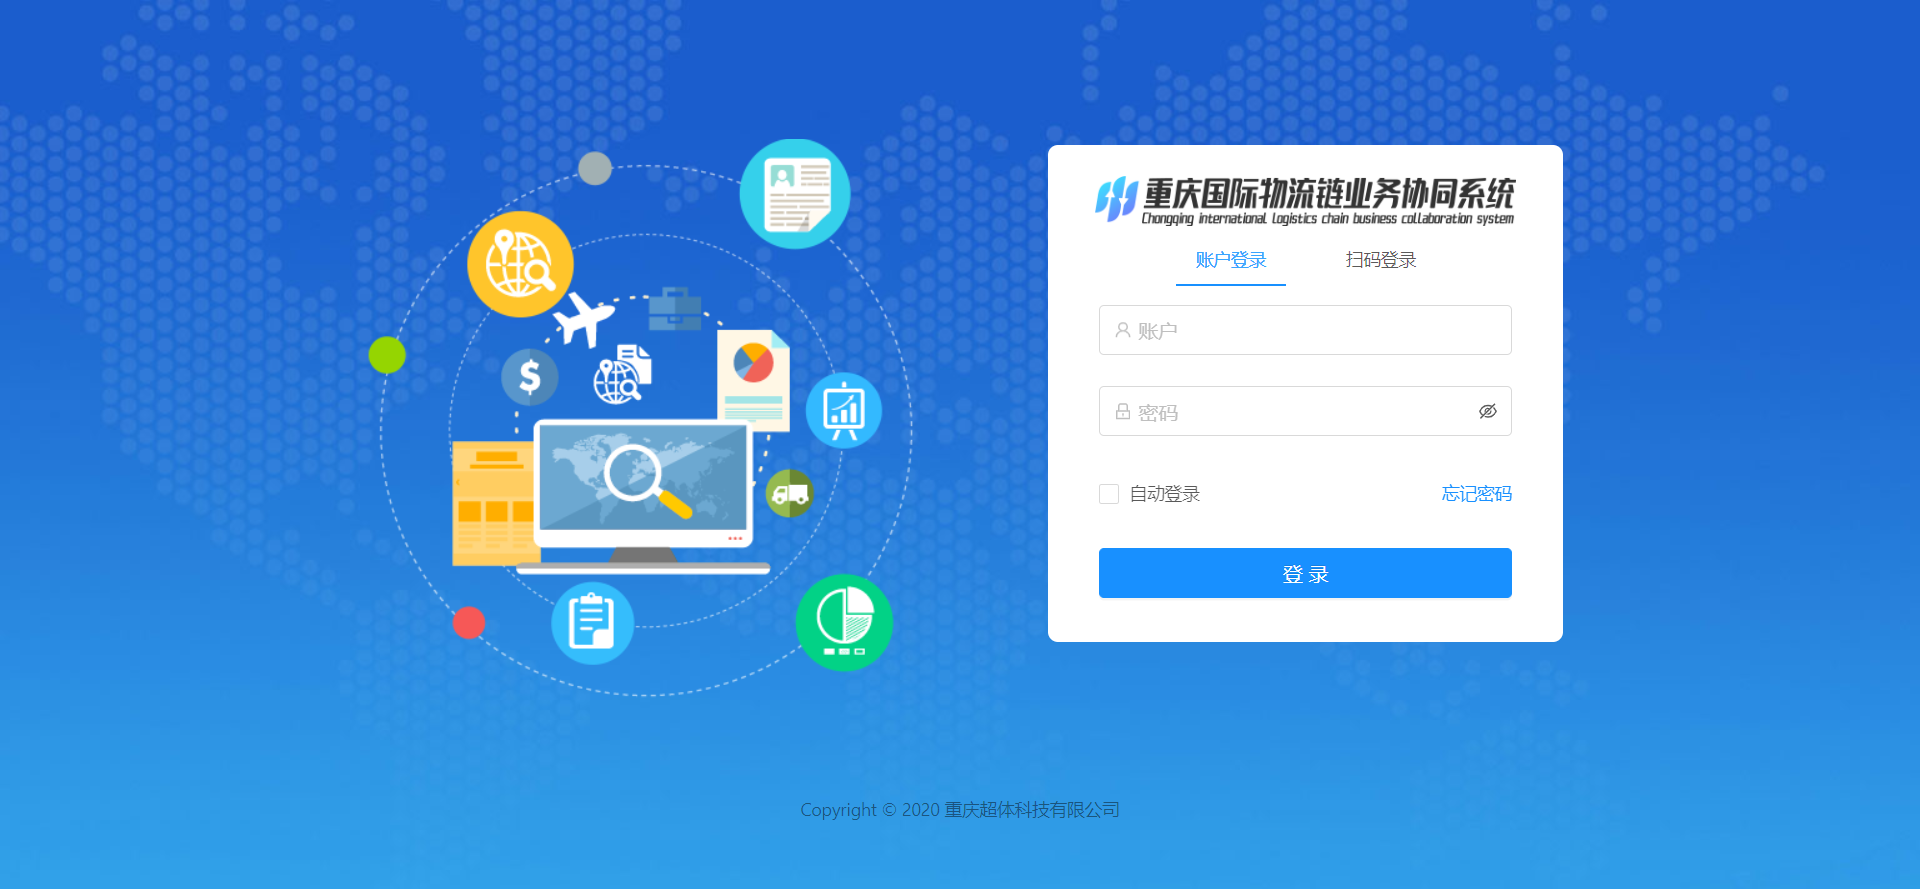 重庆国际物流链业务协同系统
Chongqing international logistics chain business collaboration system
账户登录 扫码登录
账户
密码
自动登录 忘记密码
登 录
$
Copyright © 2020 重庆超体科技有限公司